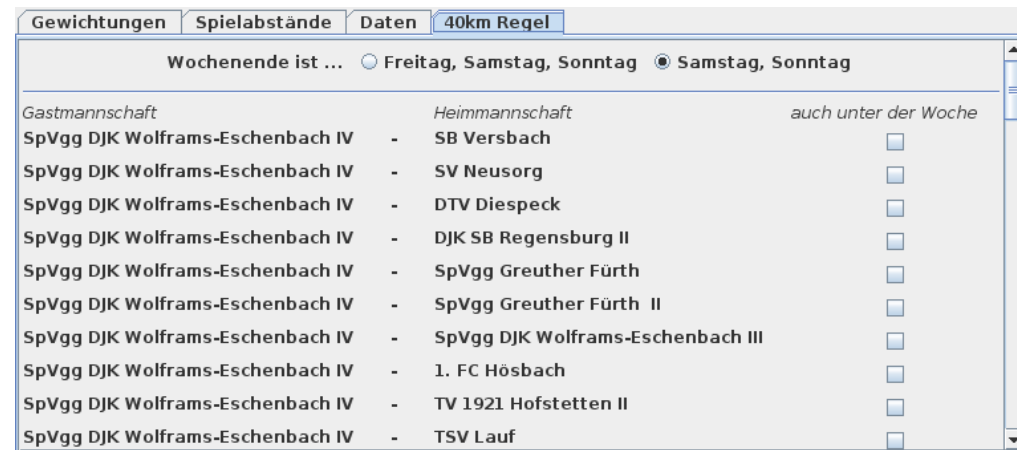 Gewichtungen Spielabstände Daten 40km Regel
Wochenende ist ... Freitag, Samstag, Sonntag Samstag, Sonntag
Gastmannschaft Heimmannschaft auch unter der Woche
SpVgg DJK Wolframs-Eschenbach IV - SB Versbach
SpVgg DJK Wolframs-Eschenbach IV - SV Neusorg
SpVgg DJK Wolframs-Eschenbach IV - DTV Diespeck
SpVgg DJK Wolframs-Eschenbach IV - DJK SB Regensburg II
SpVgg DJK Wolframs-Eschenbach IV - SpVgg Greuther Fürth
SpVgg DJK Wolframs-Eschenbach IV - SpVgg Greuther Fürth II
SpVgg DJK Wolframs-Eschenbach IV - SpVgg DJK Wolframs-Eschenbach III
SpVgg DJK Wolframs-Eschenbach IV - 1. FC Hösbach
SpVgg DJK Wolframs-Eschenbach IV - TV 1921 Hofstetten II
SpVgg DJK Wolframs-Eschenbach IV - TSV Lauf